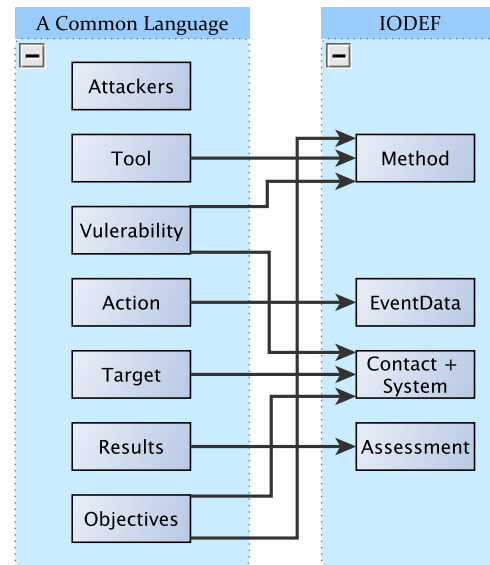 A Common Language
IODEF
Attackers
Tool
Method
Vulerability
Action
EventData
Target
Contact +
System
Results
Assessment
Objectives